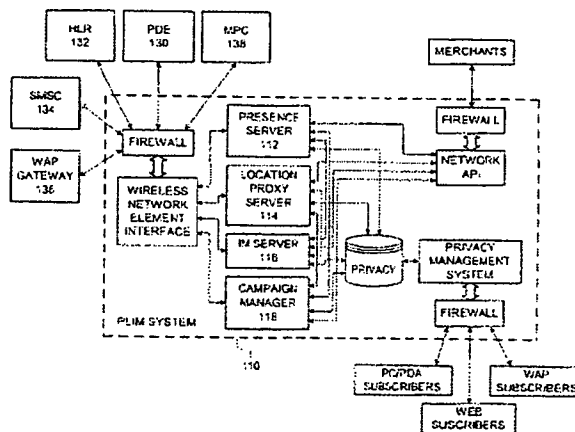 HLR
132
PDE
130
MPC
138
MERCHANTS
SMSC
134
FIREWALL
PRESENCE
SERVER
112
FIREWALL
WAP
GATEWAY
136
WIRELESS
NETWORK
ELEMENT
INTERFACE
LOCATION
PROXY
SERVER
114
NETWORK
API
IM SERVER
116
PRIVACY
PRIVACY
MANAGEMENT
SYSTEM
CAMPAIGN
MANAGER
118
FIREWALL
PLIM SYSTEM
110
PC/PDA
SUBSCRIBERS
WAP
SUBSCRIBERS
WEB
SUSCRIBERS